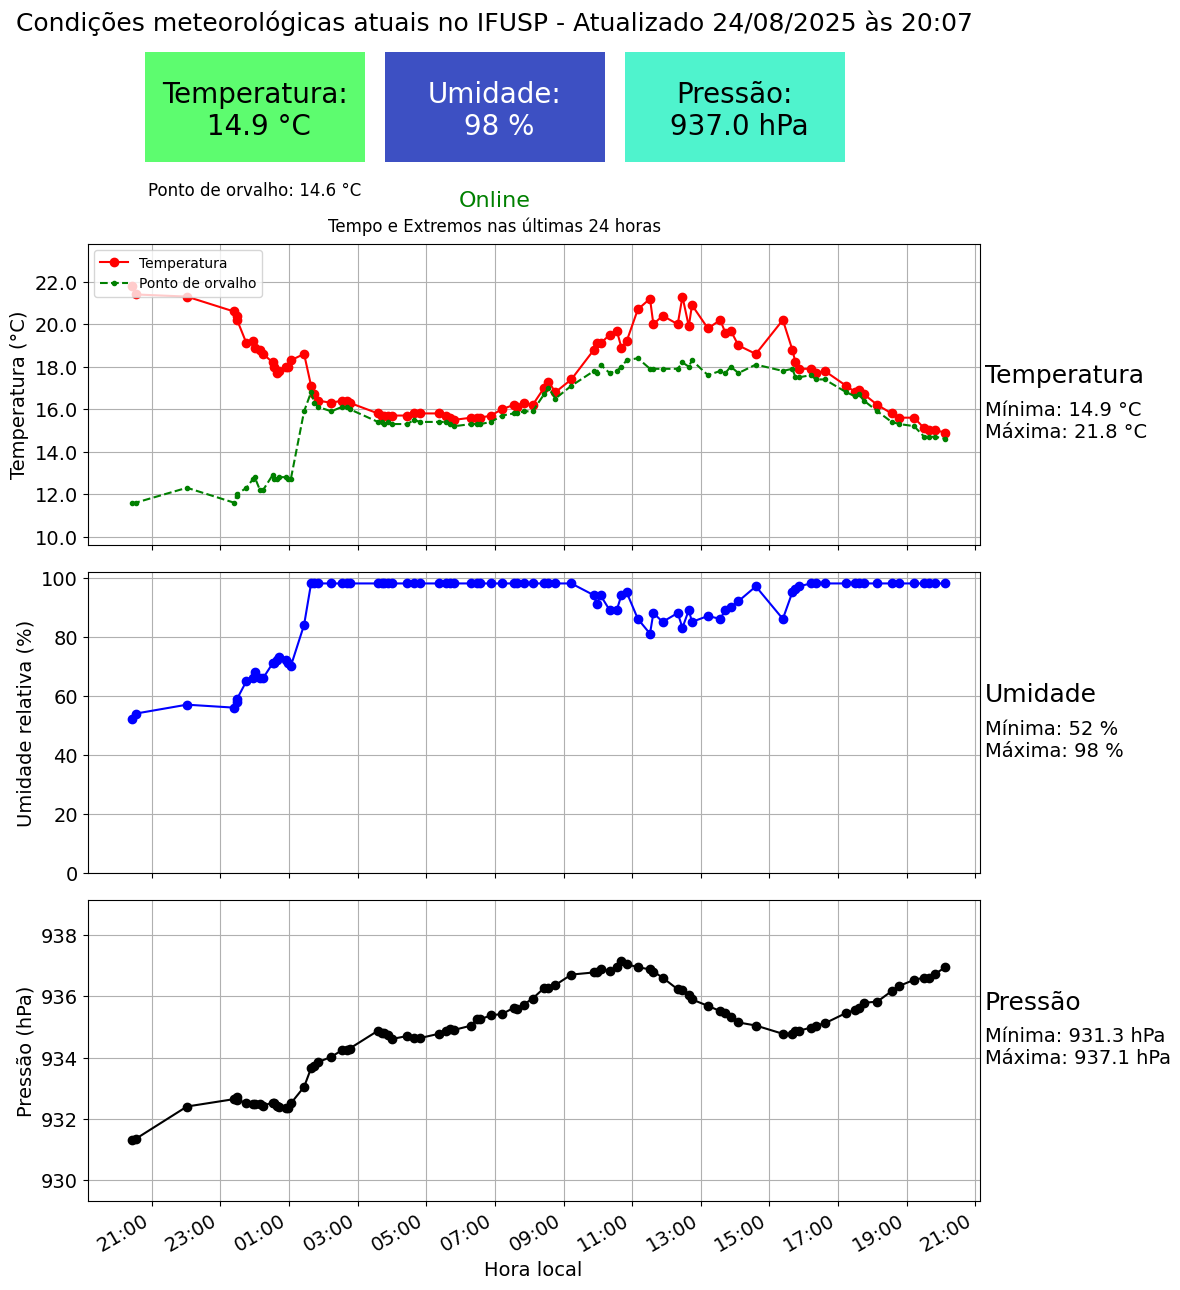 Condições meteorológicas atuais no IFUSP - Atualizado 24/08/2025 às 20:07
Temperatura:
14.9 °C
Umidade:
98 %
Pressão:
937.0 hPa
Ponto de orvalho: 14.6 °C
Online
Tempo e Extremos nas últimas 24 horas
Temperatura (°C)
22.0
20.0
18.0
16.0
14.0
12.0
10.0
Temperatura
Ponto de orvalho
Temperatura
Mínima: 14.9 °C
Máxima: 21.8 °C
Umidade relativa (%)
100
80
60
40
20
0
Umidade
Mínima: 52 %
Máxima: 98 %
Pressão (hPa)
938
936
934
932
930
Pressão
Mínima: 931.3 hPa
Máxima: 937.1 hPa
21:00
23:00
01:00
03:00
05:00
07:00
09:00
11:00
13:00
15:00
17:00
19:00
21:00
Hora local